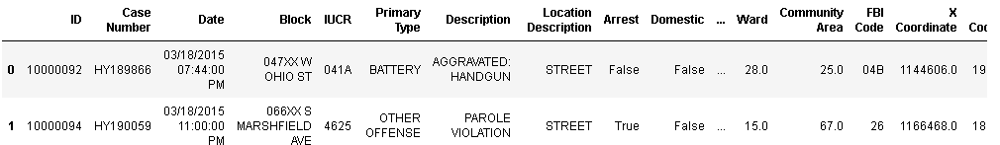 ID Case Number Date Block IUCR Primary Type Description Location Description Arrest Domestic ... Ward Community Area FBI Code X Coordinate
0 10000092 HY189866 03/18/2015 07:44:00 PM 047XX W OHIO ST 041A BATTERY AGGRAVATED: HANDGUN STREET False False ... 28.0 25.0 04B 1144606.0 19
1 10000094 HY190059 03/18/2015 11:00:00 PM 066XX S MARSHFIELD AVE 4625 OTHER OFFENSE PAROLE VIOLATION STREET True False ... 15.0 67.0 26 1166468.0 18